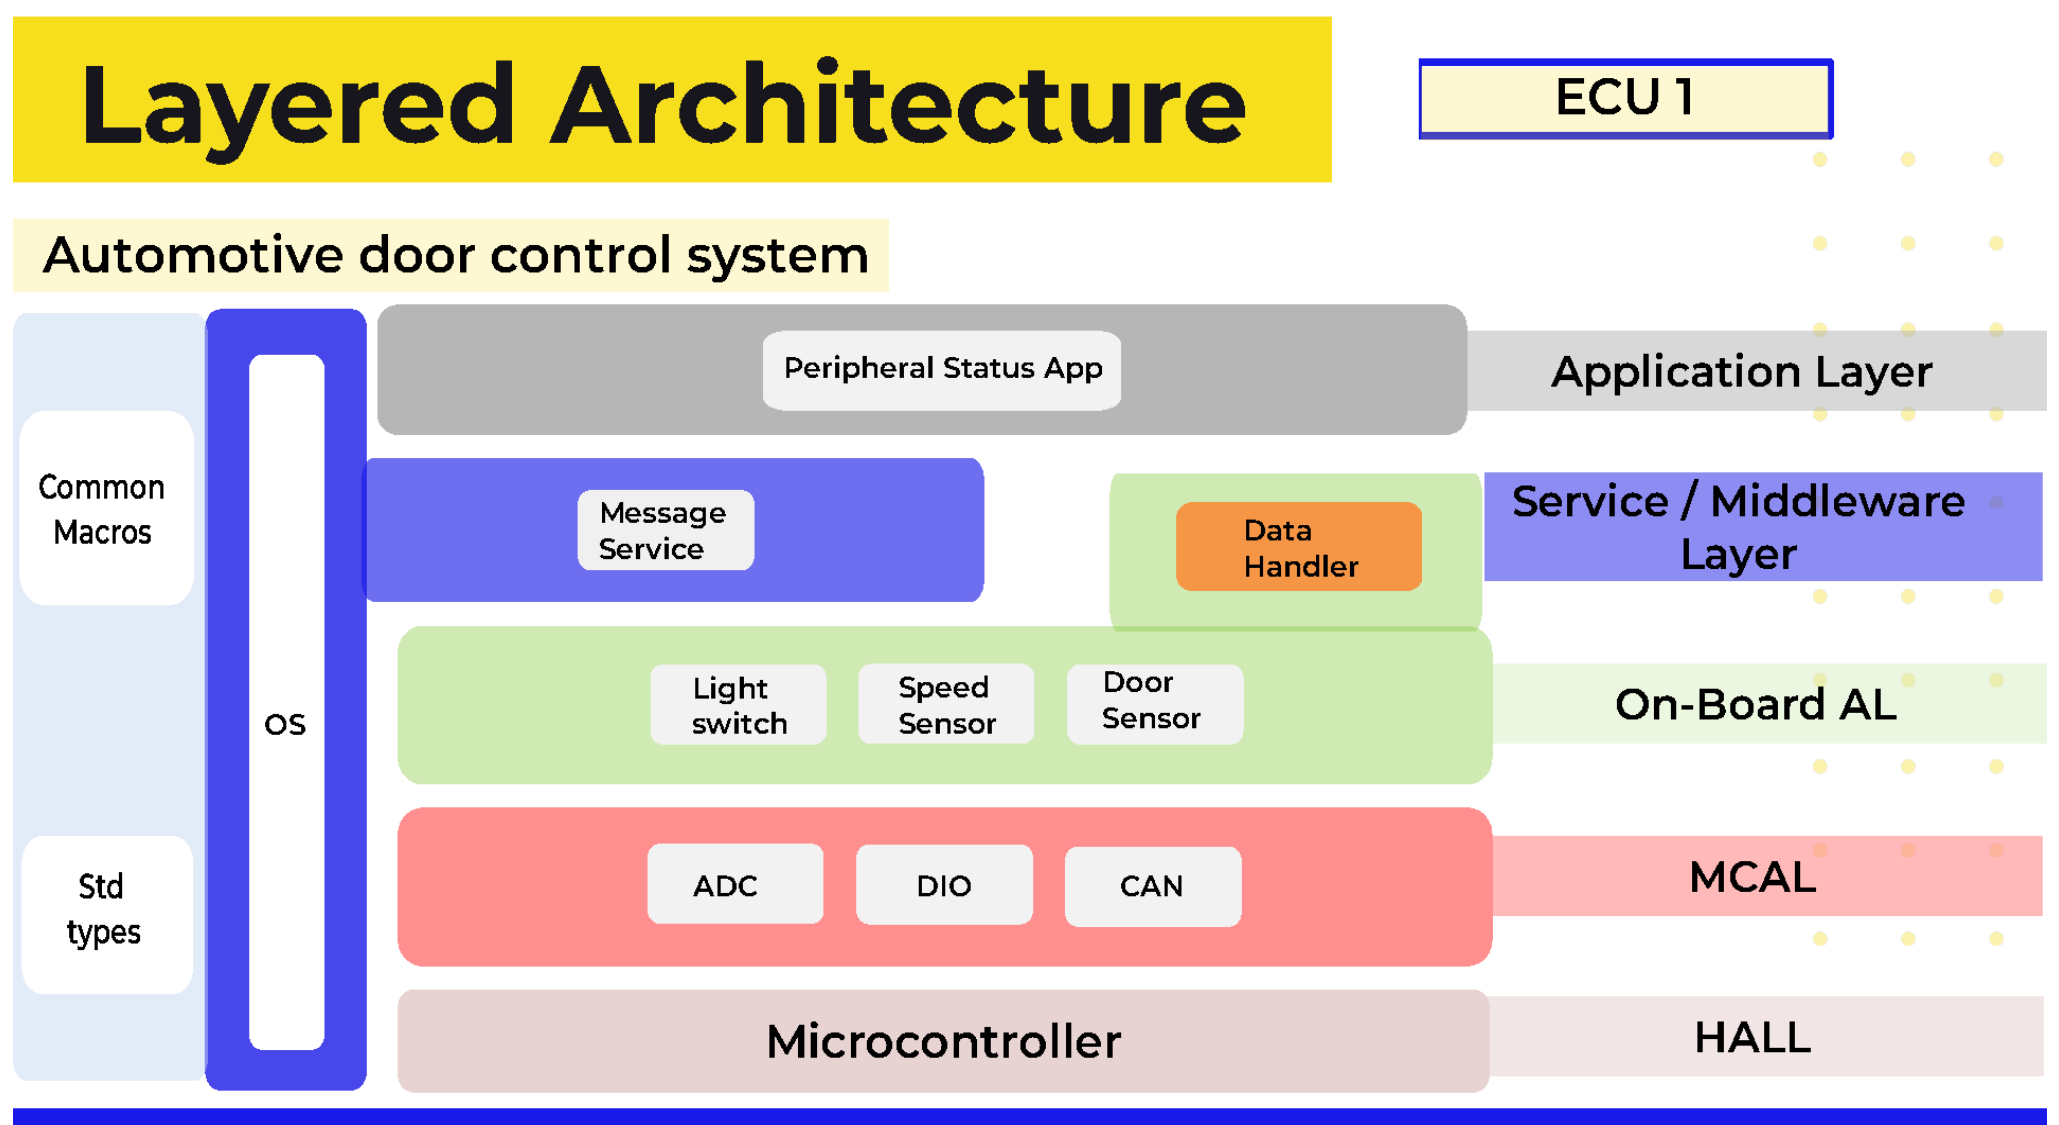 Layered Architecture
ECU 1
Automotive door control system
Peripheral Status App
Application Layer
Common
Macros
Message
Service
Data
Handler
Service / Middleware
Layer
OS
Light
switch
Speed
Sensor
Door
Sensor
On-Board AL
Std
types
ADC
DIO
CAN
MCAL
Microcontroller
HALL